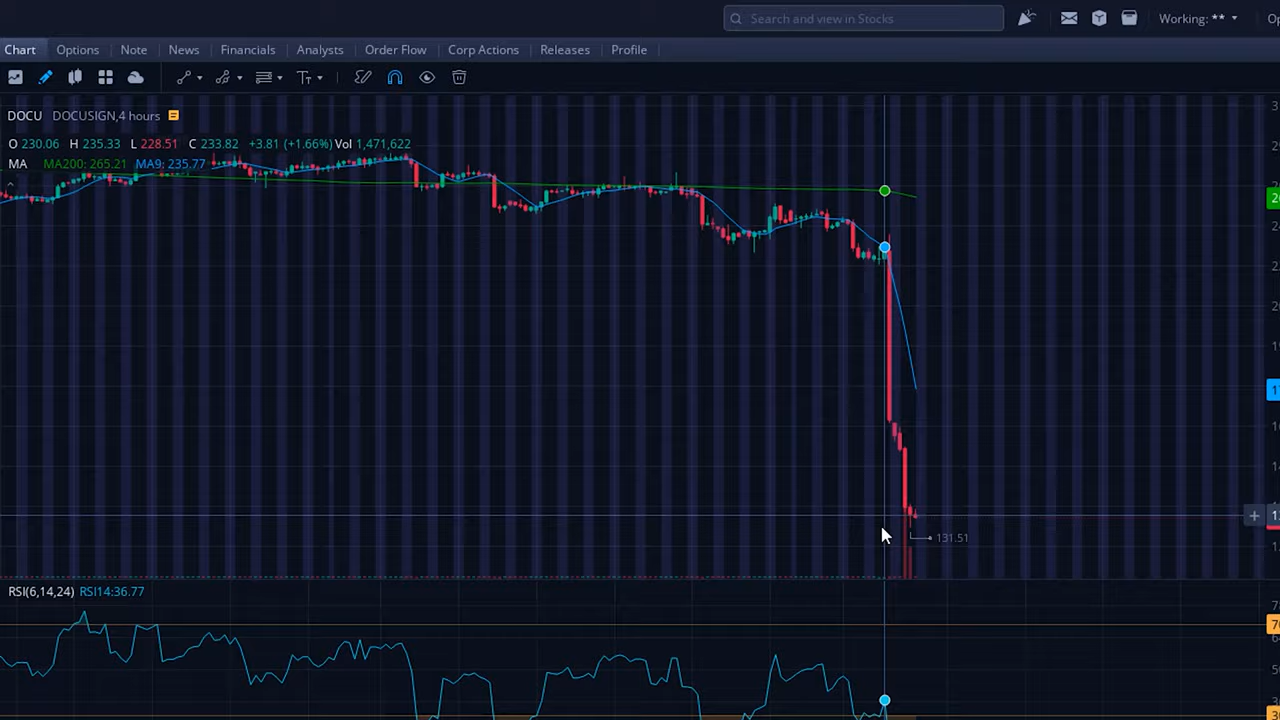 Search and view in Stocks
Working: **
Chart Options Note News Financials Analysts Order Flow Corp Actions Releases Profile
DOCU DOCUSIGN,4 hours
O 230.06 H 235.33 L 228.51 C 233.82 +3.81 (+1.66%) Vol 1,471,622
MA MA200: 265.21 MA9: 235.77
131.51
RSI(6,14,24) RSI14:36.77